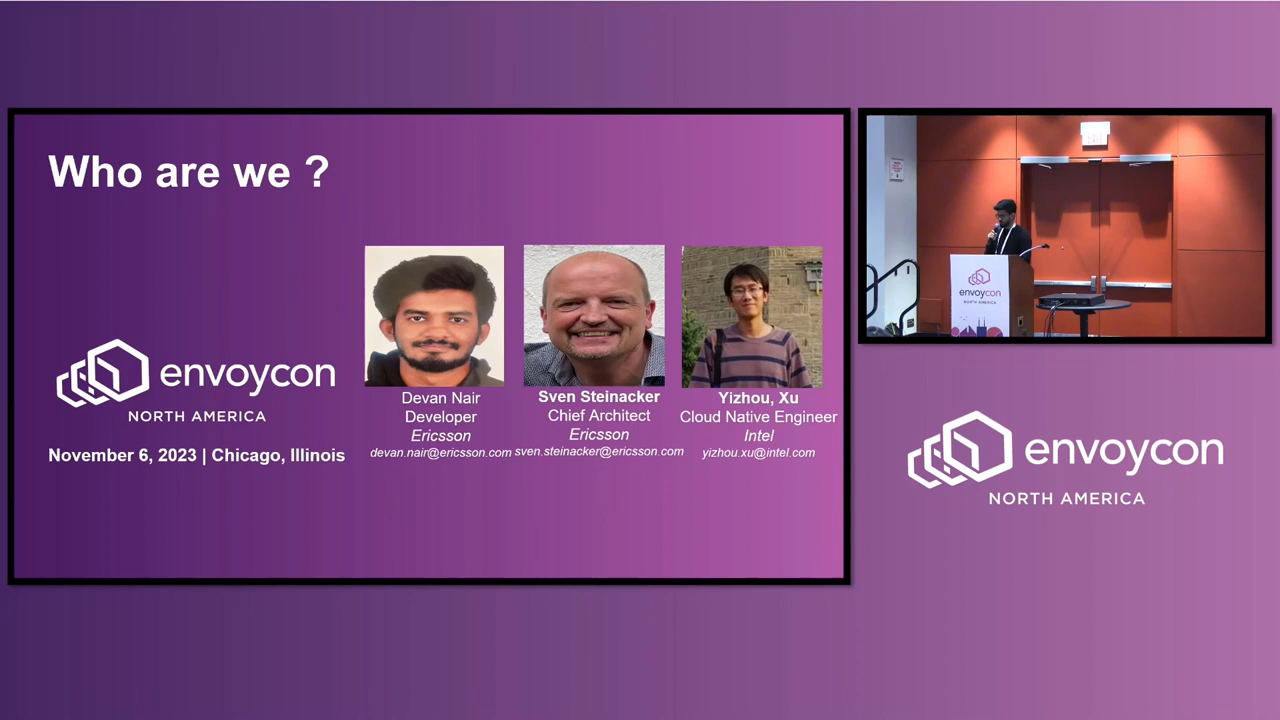 Who are we ?
envoycon
NORTH AMERICA
November 6, 2023 | Chicago, Illinois
Devan Nair
Developer
Ericsson
devan.nair@ericsson.com
Sven Steinacker
Chief Architect
Ericsson
sven.steinacker@ericsson.com
Yizhou, Xu
Cloud Native Engineer
Intel
yizhou.xu@intel.com
EXIT
envoycon
NORTH AMERICA
envoycon
NORTH AMERICA